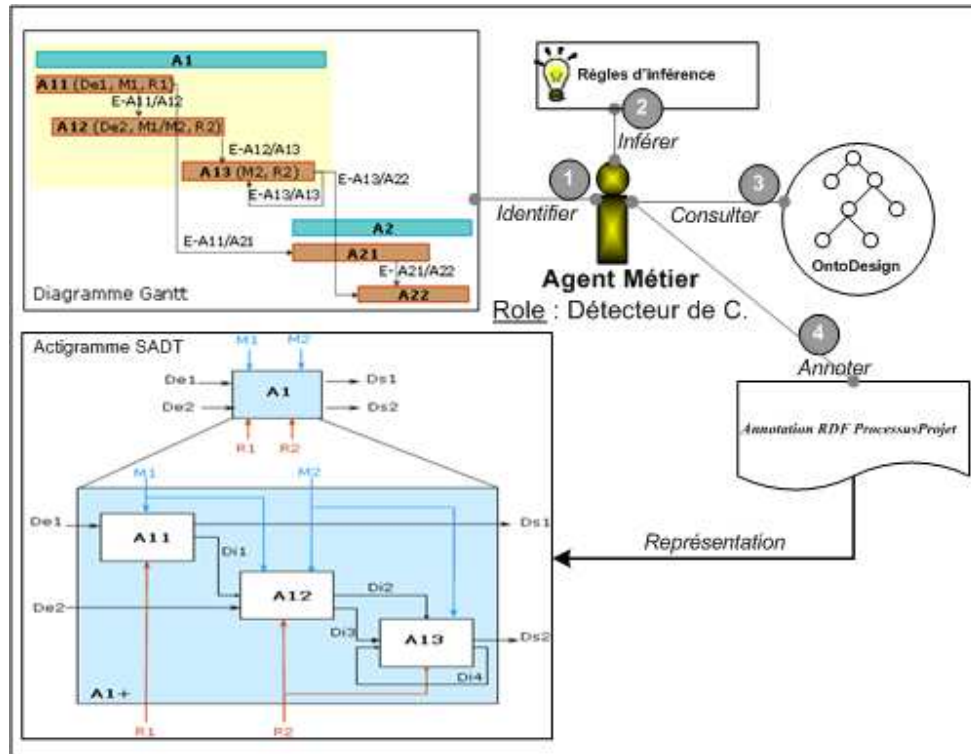 A1
A11 (De1, M1, R1)
E-A11/A12
A12 (De2, M1/M2, R2)
E-A12/A13
A13 (M2, R2)
E-A13/A22
E-A13/A13
A2
E-A11/A21
A21
E- A21/A22
A22
Diagramme Gantt
Règles d'inférence
2
Inférer
1
Identifier
3
Consulter
OntoDesign
Agent Métier
Role : Détecteur de C.
4
Annoter
Annotation RDF ProcessusProjet
Représentation
Actigramme SADT
M1
M2
De1
A1
Ds1
De2
Ds2
R1
R2
M1
M2
De1
A11
Ds1
Di1
A12
Di2
De2
Di3
A13
Ds2
Di4
A1+
R1
R2